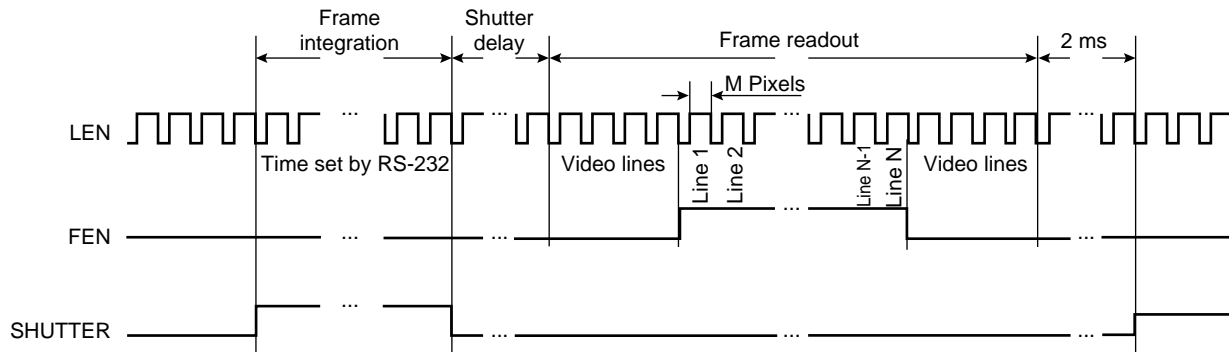 Frame
integration
Shutter
delay
Frame readout
2 ms
M Pixels
LEN
...
...
...
...
Time set by RS-232
Video lines
Line 1
Line 2
Line N-1
Line N
Video lines
FEN
...
...
...
...
SHUTTER
...
...
...
...